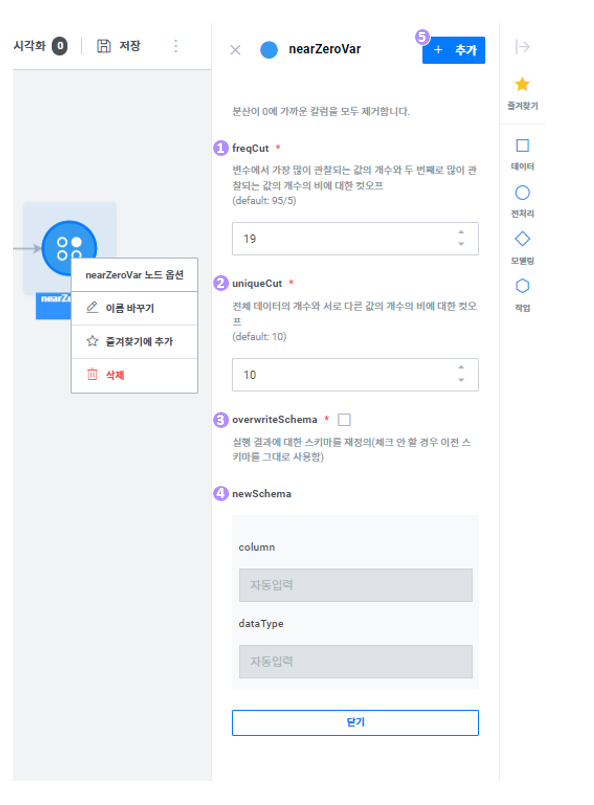 시각화 0 저장
nearZeroVar
5
+ 추가
즐겨찾기
데이터
전처리
모델링
작업
nearZe
nearZeroVar 노드 옵션
이름 바꾸기
즐겨찾기에 추가
삭제
분산이 0에 가까운 칼럼을 모두 제거합니다.
1 freqCut *
변수에서 가장 많이 관찰되는 값의 개수와 두 번째로 많이 관
찰되는 값의 개수의 비에 대한 컷오프
(default: 95/5)
19
2 uniqueCut *
전체 데이터의 개수와 서로 다른 값의 개수의 비에 대한 컷오
프
(default: 10)
10
3 overwriteSchema *
실행 결과에 대한 스키마를 재정의(체크 안 할 경우 이전 스
키마를 그대로 사용함)
4 newSchema
column
자동입력
dataType
자동입력
닫기